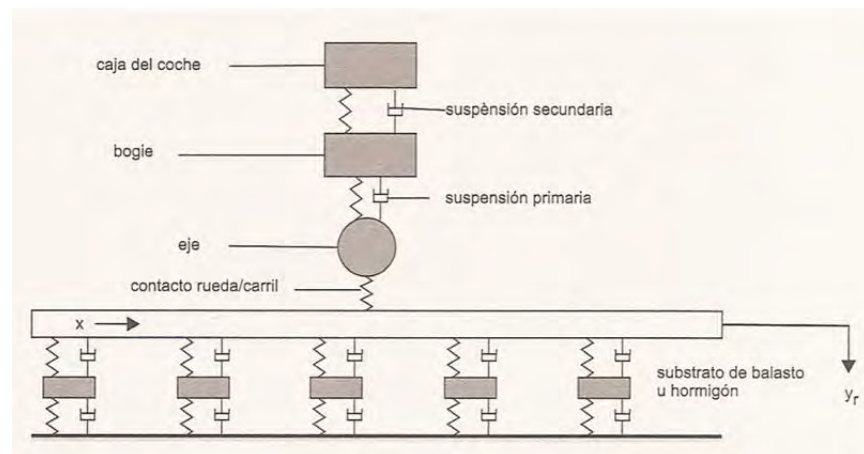 caja del coche
suspènsión secundaria
bogie
suspensión primaria
eje
contacto rueda/carril
x
substrato de balasto
u hormigón
yr